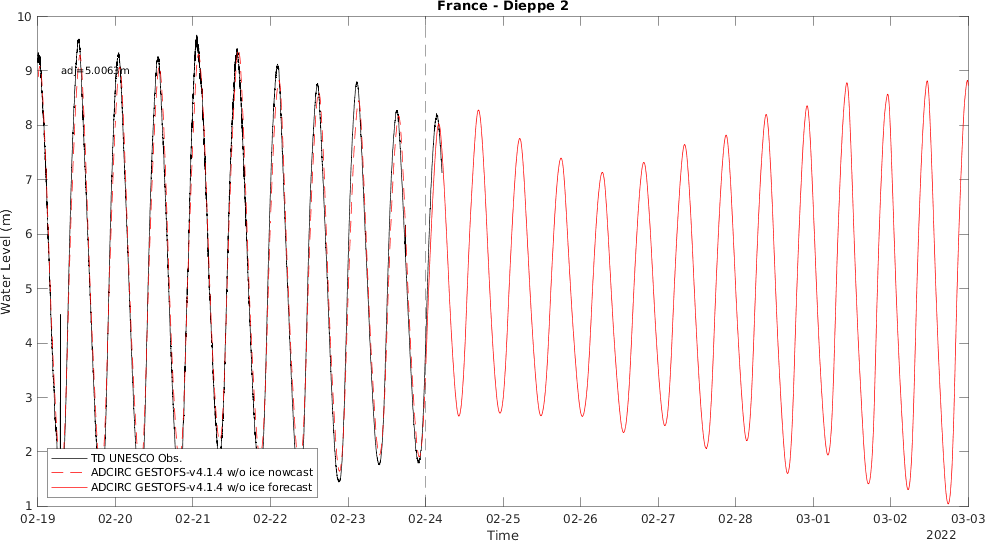 France - Dieppe 2
10
9
8
7
6
5
4
3
2
1
Water Level (m)
adj=5.0063m
TD UNESCO Obs.
ADCIRC GESTOFS-v4.1.4 w/o ice nowcast
ADCIRC GESTOFS-v4.1.4 w/o ice forecast
02-19 02-20 02-21 02-22 02-23 02-24 02-25 02-26 02-27 02-28 03-01 03-02 03-03
Time
2022